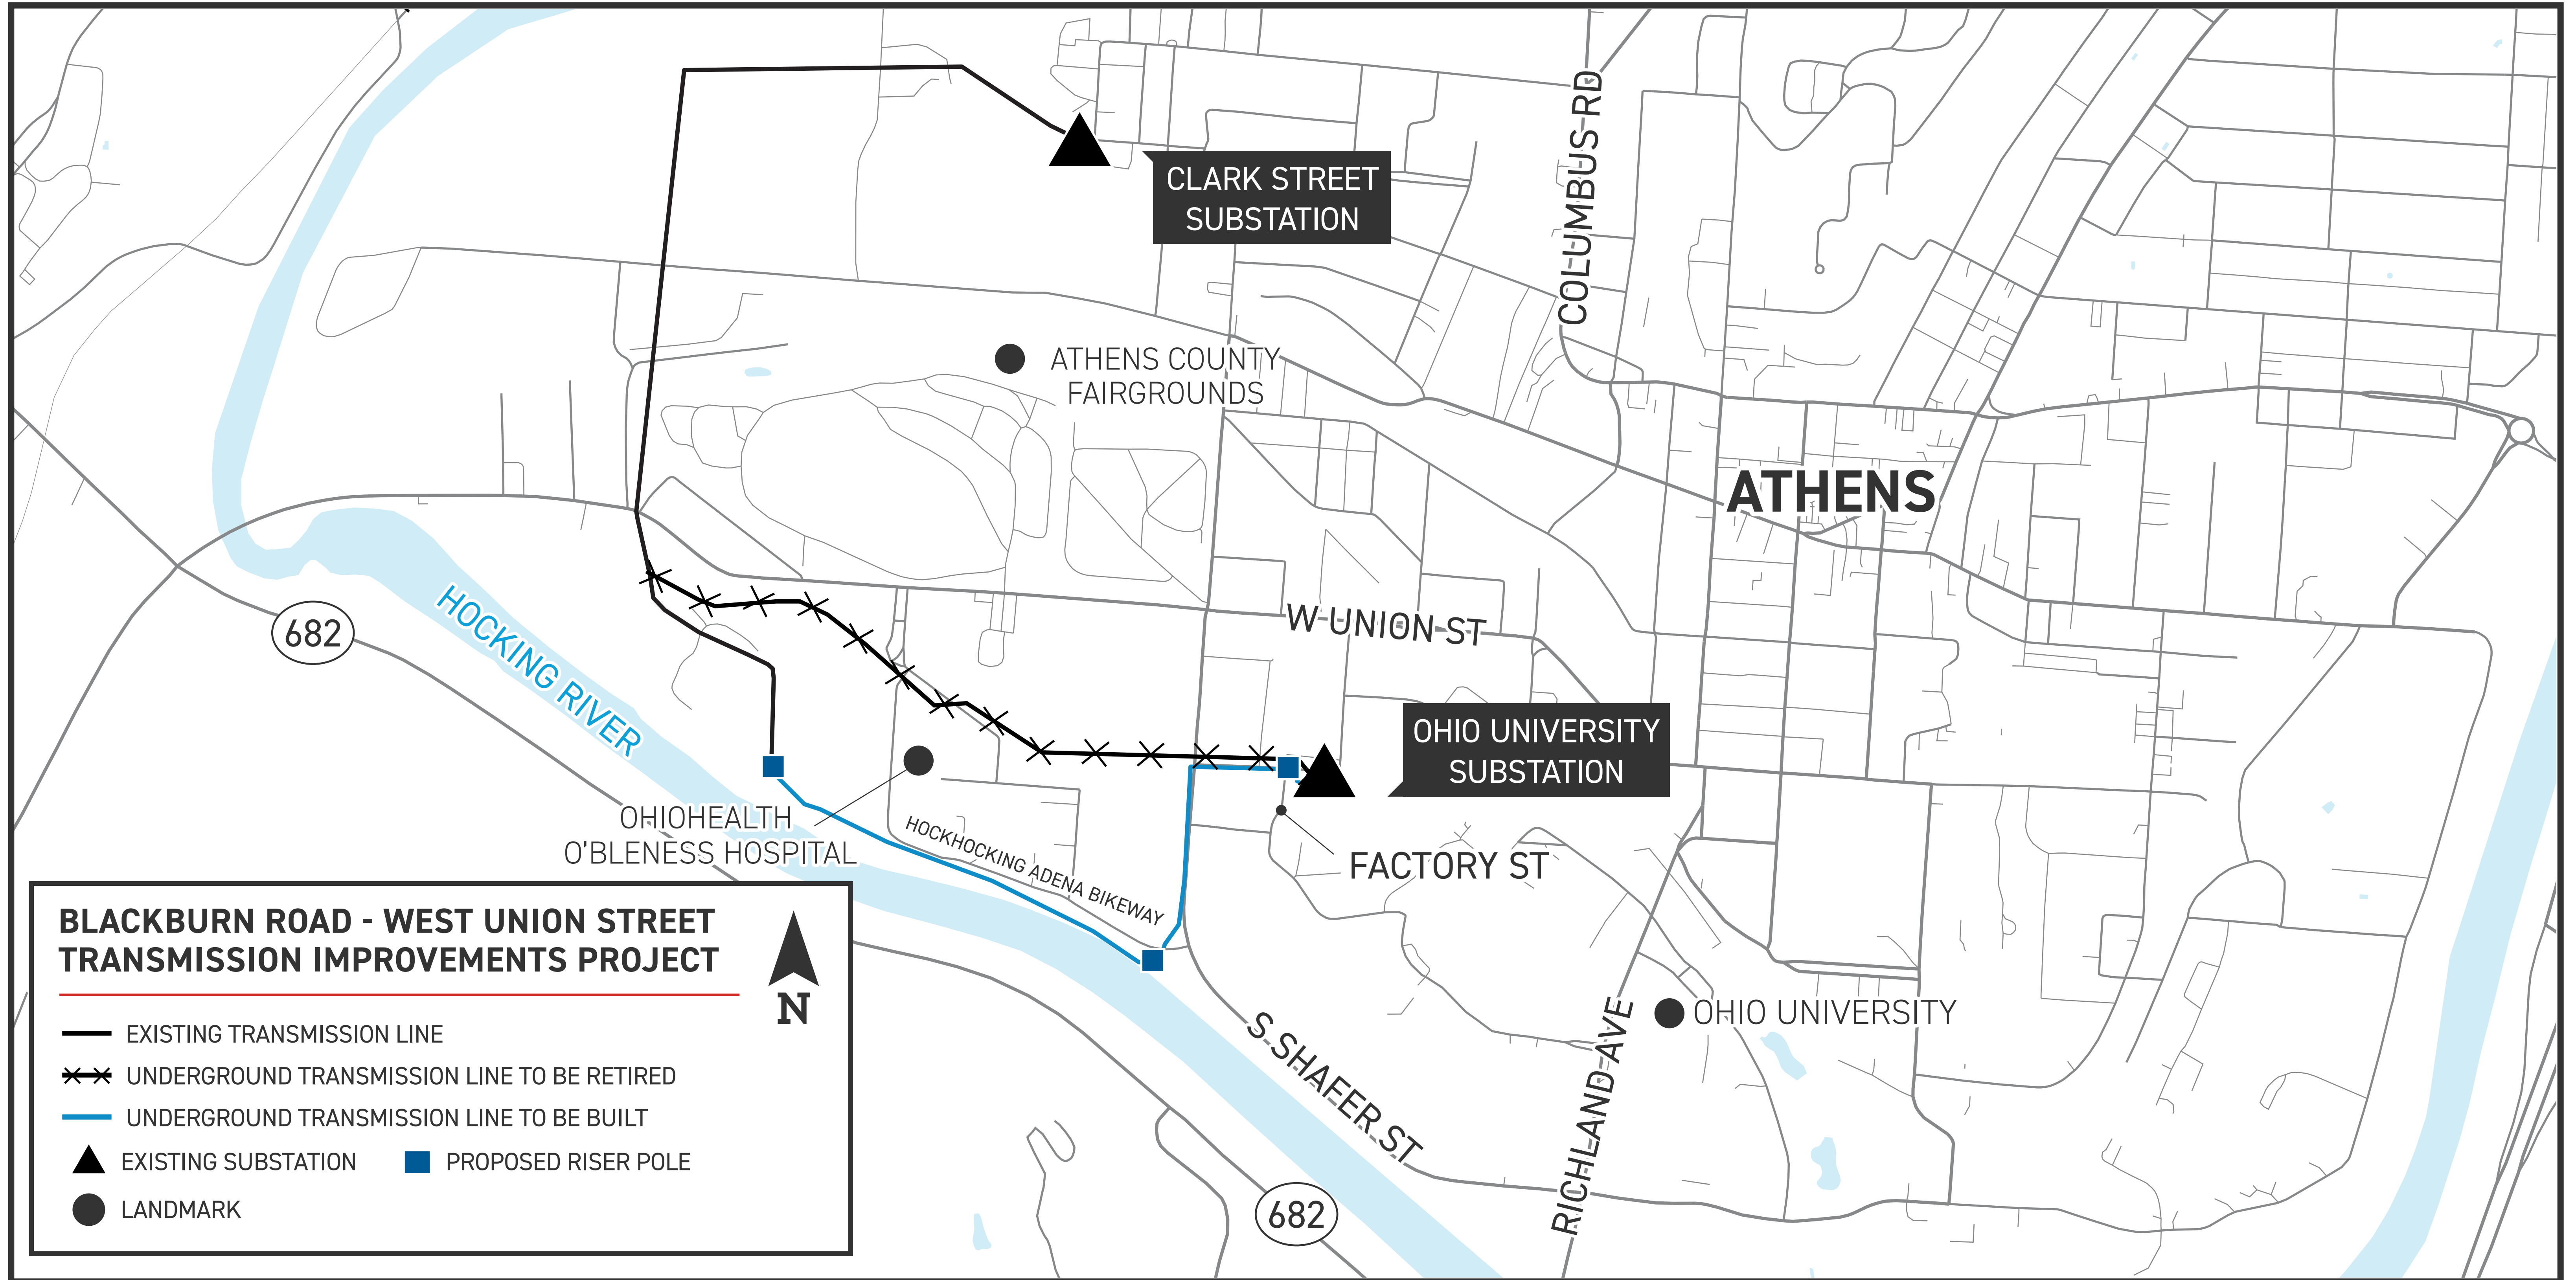 COLUMBUS RD
CLARK STREET
SUBSTATION
ATHENS COUNTY
FAIRGROUNDS
ATHENS
HOCKING RIVER
682
W UNION ST
OHIO UNIVERSITY
SUBSTATION
OHIOHEALTH
O'BLENESS HOSPITAL
HOCKHOCKING ADENA BIKEWAY
FACTORY ST
S SHAFER ST
RICHLAND AVE
OHIO UNIVERSITY
682
BLACKBURN ROAD - WEST UNION STREET
TRANSMISSION IMPROVEMENTS PROJECT
N
EXISTING TRANSMISSION LINE
UNDERGROUND TRANSMISSION LINE TO BE RETIRED
UNDERGROUND TRANSMISSION LINE TO BE BUILT
EXISTING SUBSTATION
PROPOSED RISER POLE
LANDMARK